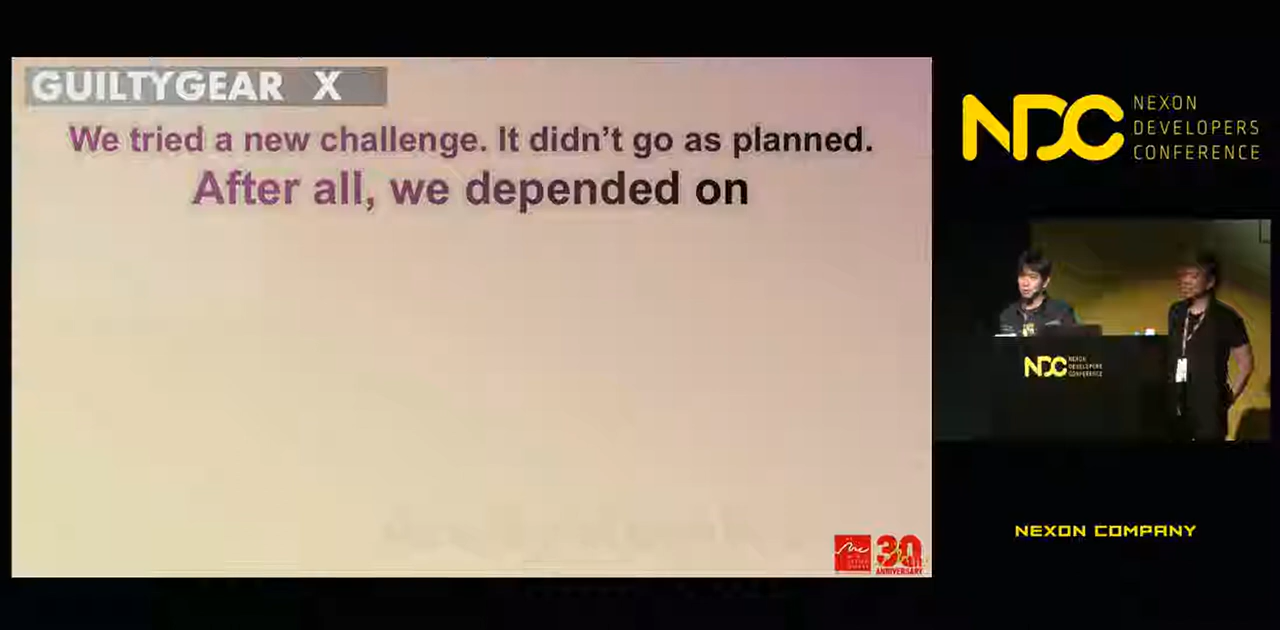 GUILTYGEAR X
We tried a new challenge. It didn't go as planned.
After all, we depended on
30th
ANNIVERSARY
NDC NEXON
DEVELOPERS
CONFERENCE
NDC NEXON
DEVELOPERS
CONFERENCE
NEXON COMPANY